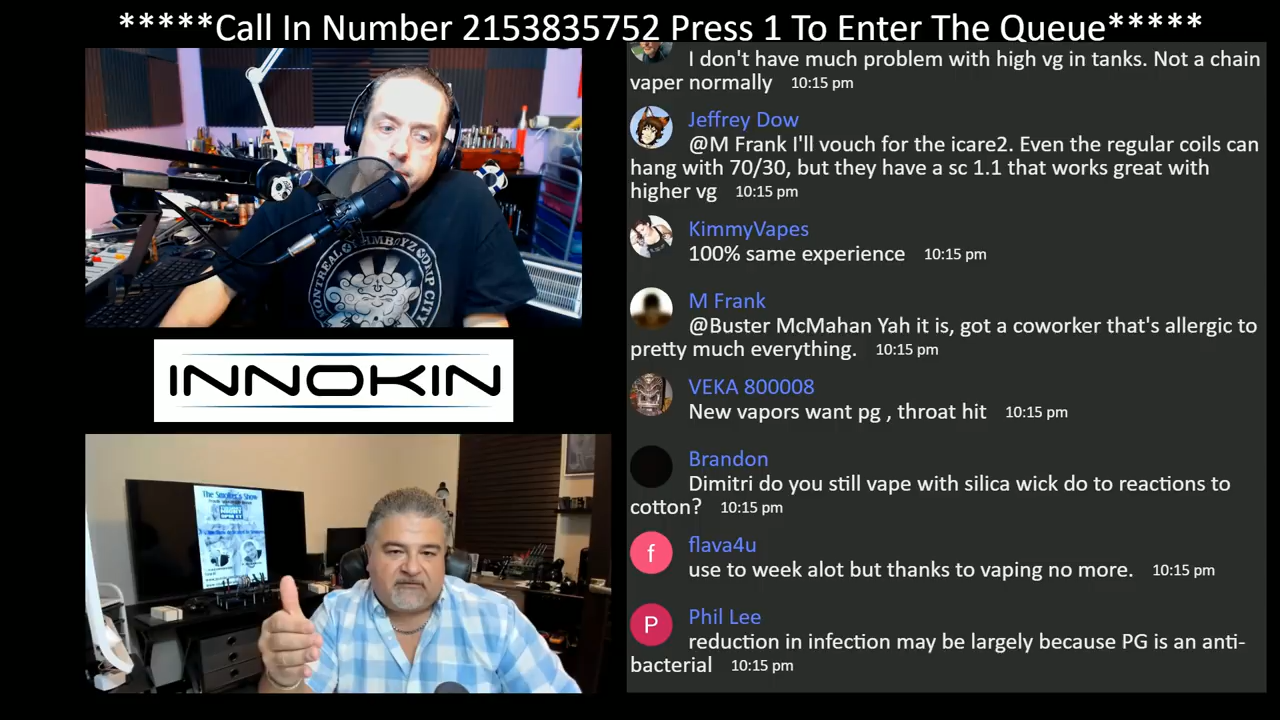 *****Call In Number 2153835752 Press 1 To Enter The Queue*****
I don't have much problem with high vg in tanks. Not a chain
vaper normally 10:15 pm
Jeffrey Dow
@M Frank I'll vouch for the icare2. Even the regular coils can
hang with 70/30, but they have a sc 1.1 that works great with
higher vg 10:15 pm
KimmyVapes
100% same experience 10:15 pm
M Frank
@Buster McMahan Yah it is, got a coworker that's allergic to
pretty much everything. 10:15 pm
VEKA 800008
New vapors want pg , throat hit 10:15 pm
Brandon
Dimitri do you still vape with silica wick do to reactions to
cotton? 10:15 pm
f flava4u
use to week alot but thanks to vaping no more. 10:15 pm
P Phil Lee
reduction in infection may be largely because PG is an anti-
bacterial 10:15 pm
MONTREAL
COMP CITY
INNOKIN
The Smoker's Show